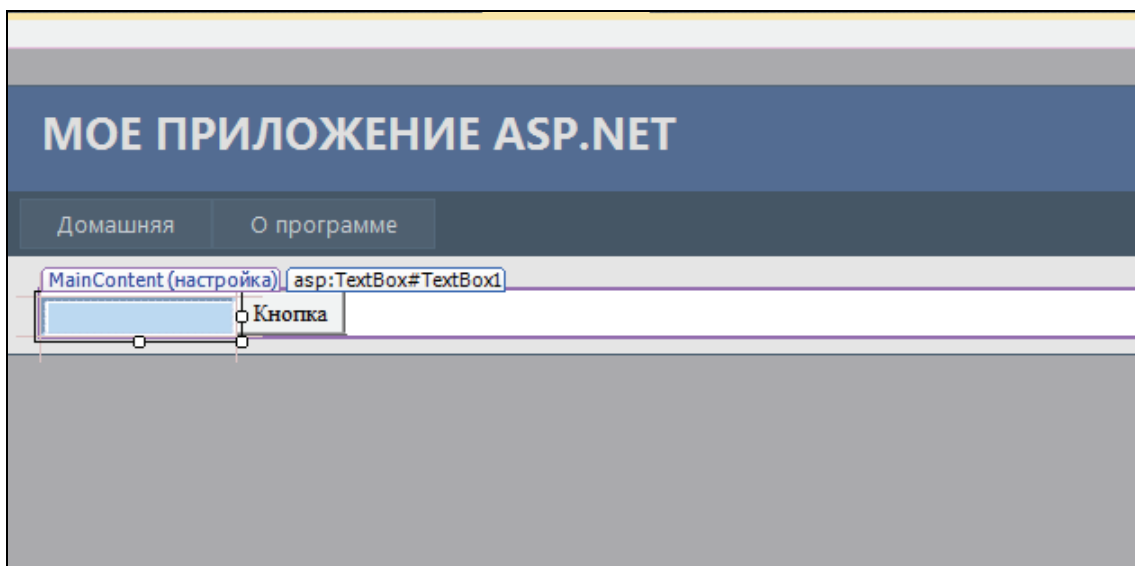 МОЕ ПРИЛОЖЕНИЕ ASP.NET
Домашняя О программе
MainContent (настройка) asp:TextBox#TextBox1
Кнопка